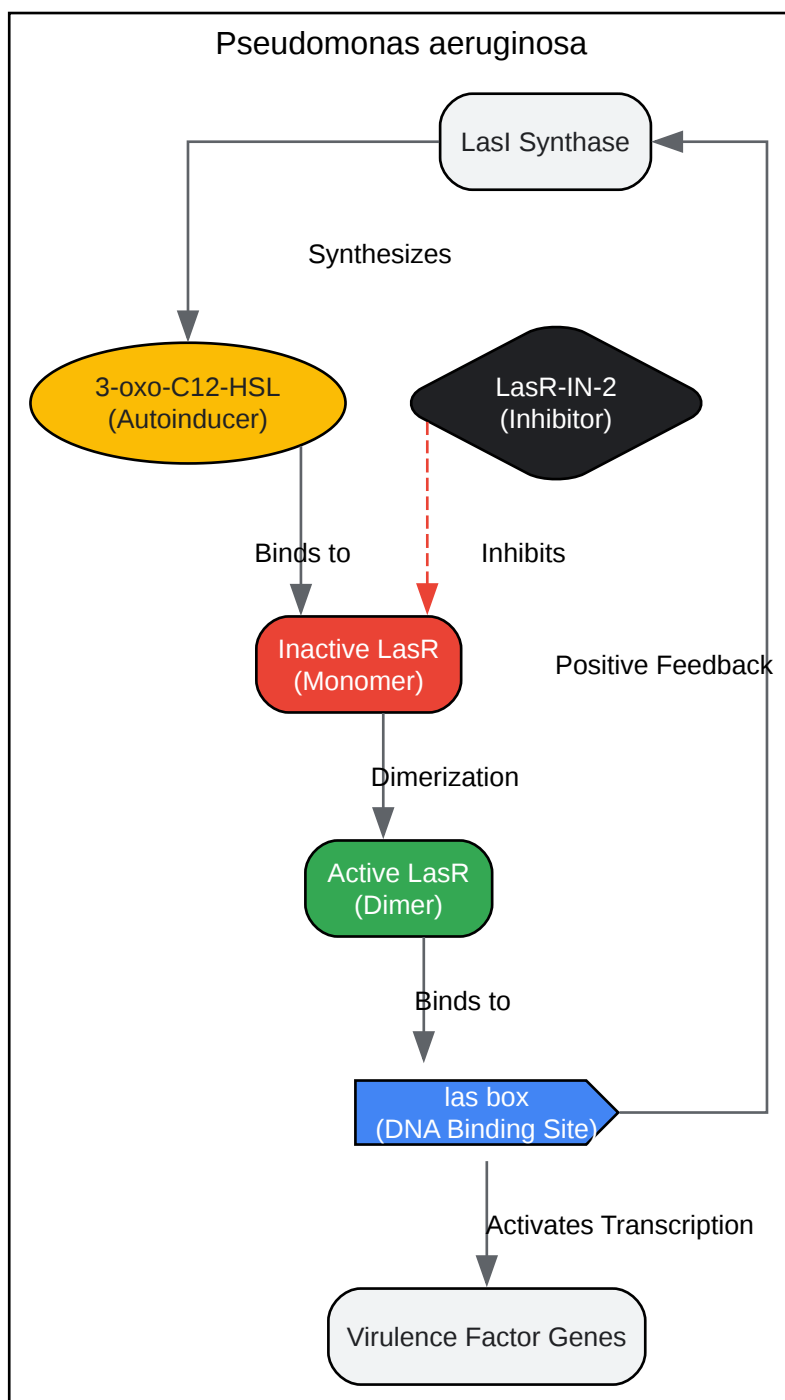 Pseudomonas aeruginosa
LasI Synthase
Synthesizes
3-oxo-C12-HSL
(Autoinducer)
LasR-IN-2
(Inhibitor)
Binds to
Inhibits
Inactive LasR
(Monomer)
Positive Feedback
Dimerization
Active LasR
(Dimer)
Binds to
las box
(DNA Binding Site)
Activates Transcription
Virulence Factor Genes